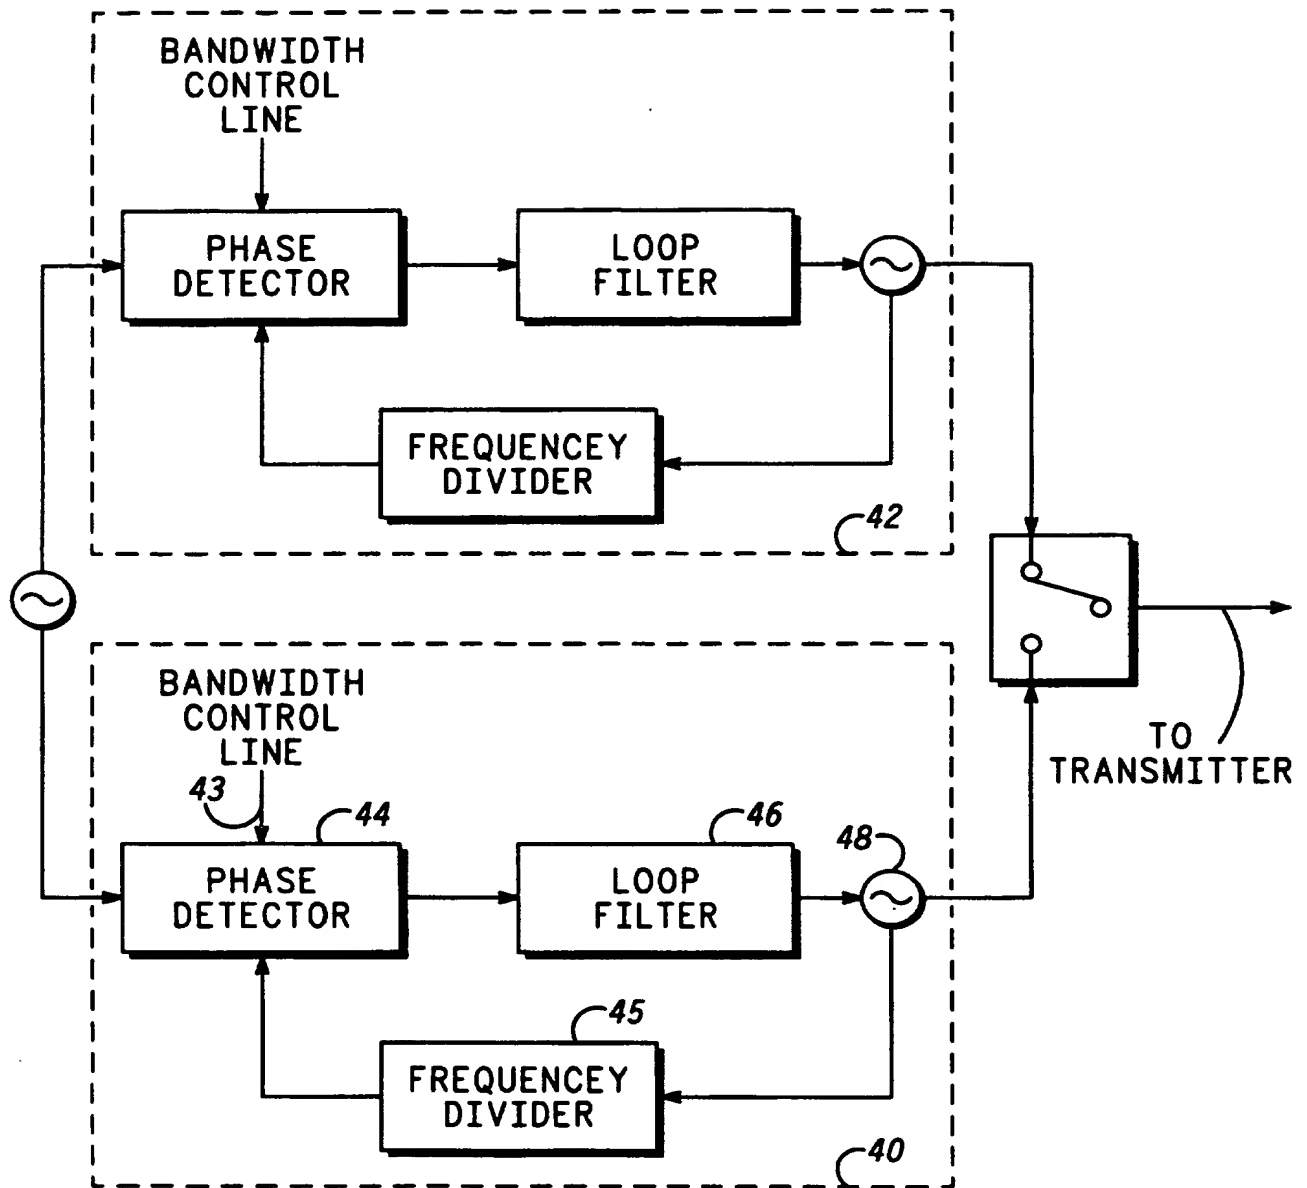 BANDWIDTH
CONTROL
LINE
PHASE
DETECTOR
LOOP
FILTER
FREQUENCEY
DIVIDER
42
BANDWIDTH
CONTROL
LINE
43
44
46
48
PHASE
DETECTOR
LOOP
FILTER
45
FREQUENCEY
DIVIDER
40
TO
TRANSMITTER